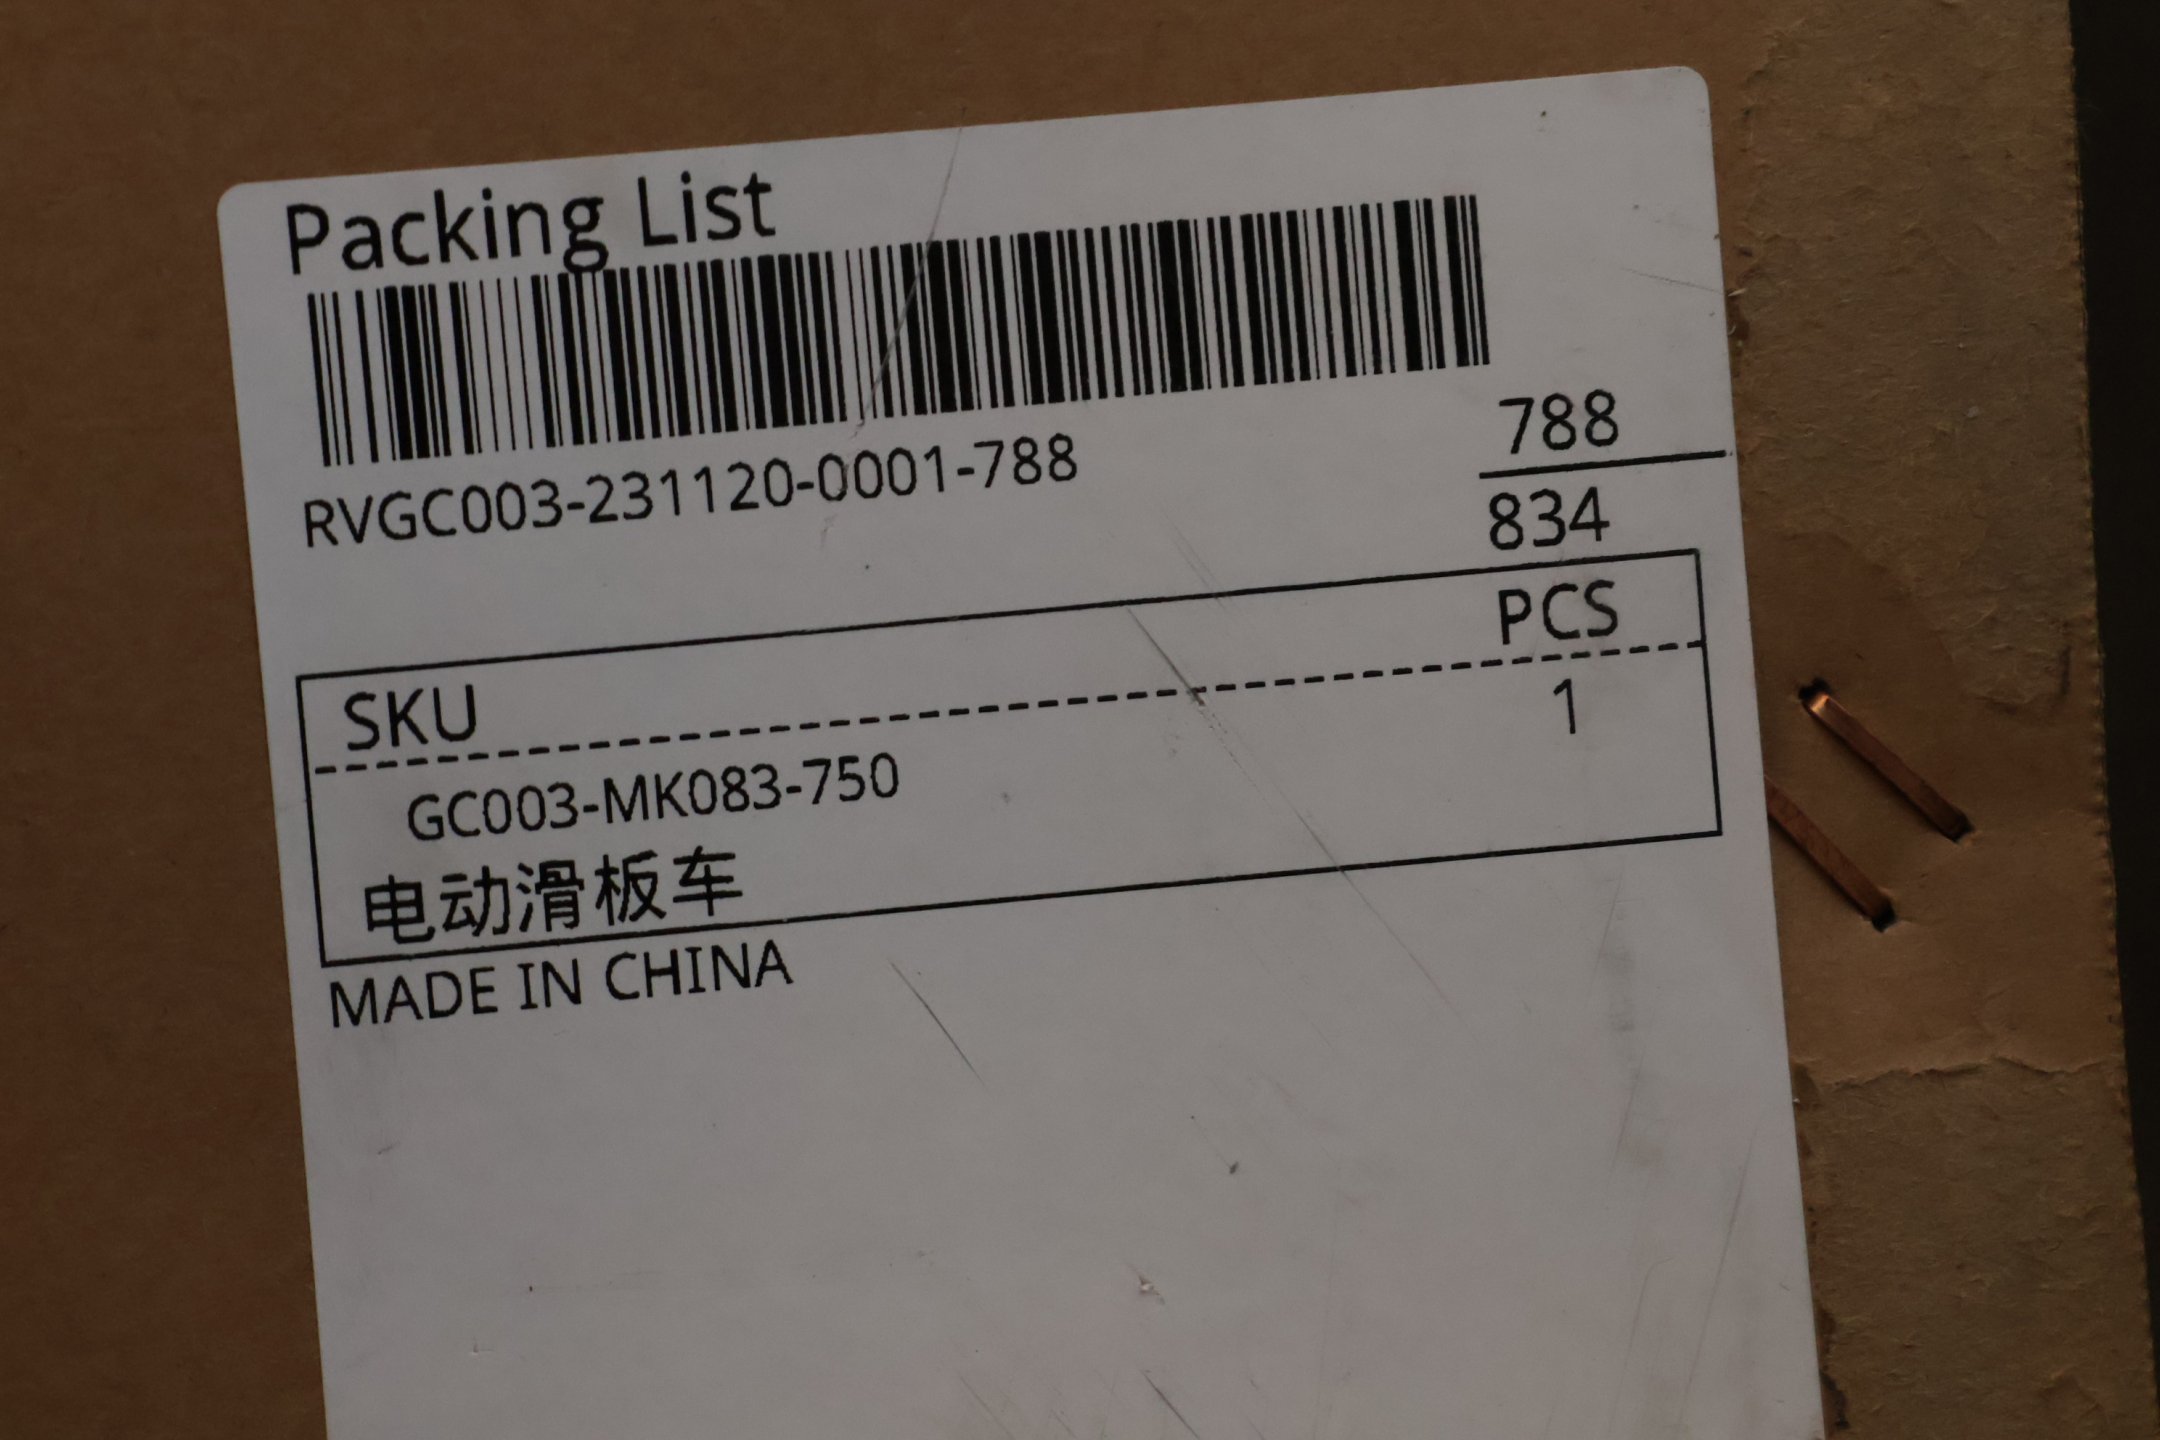 Packing List
RVGC003-231120-0001-788
788
834
SKU PCS
GC003-MK083-750 1
电动滑板车
MADE IN CHINA